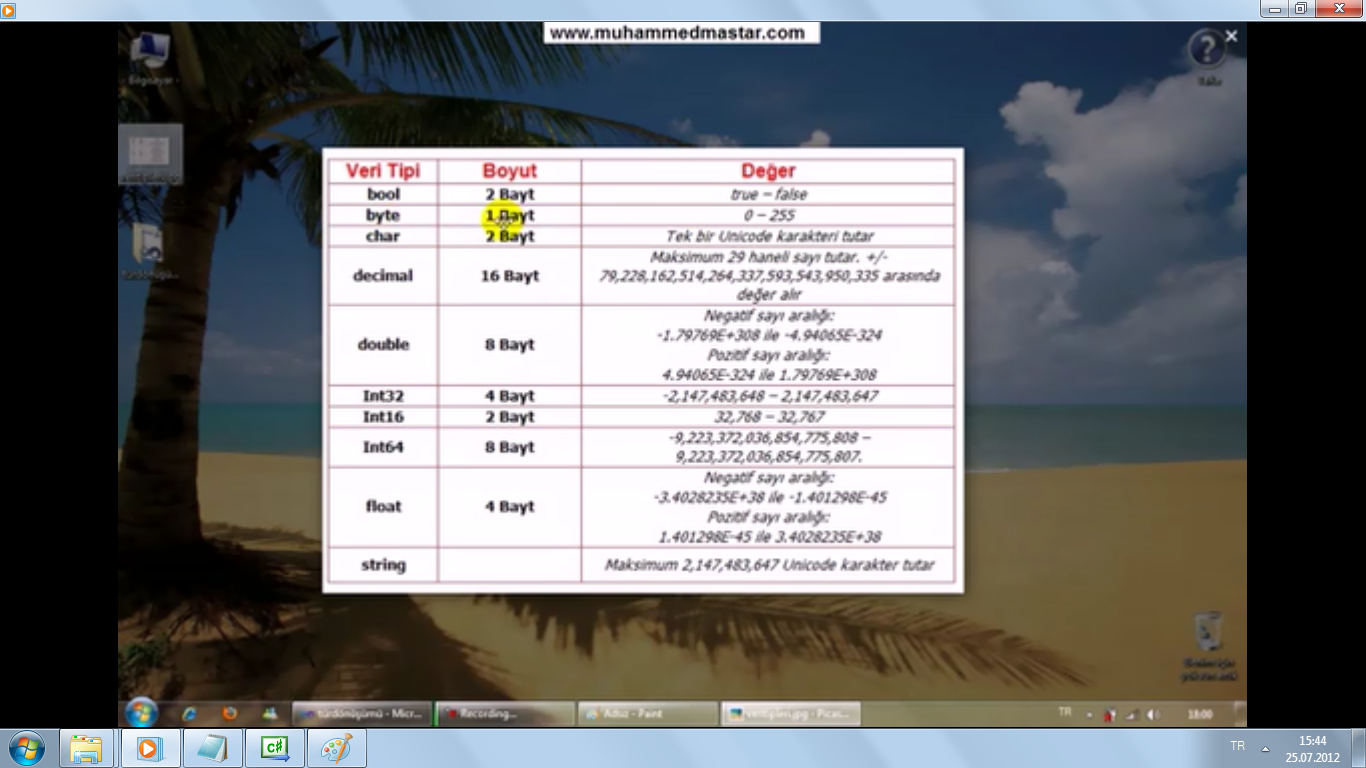 www.muhammedmastar.com
Veri Tipi Boyut Değer
bool 2 Bayt true – false
byte 1 Bayt 0 – 255
char 2 Bayt Tek bir Unicode karakteri tutar
decimal 16 Bayt Maksimum 29 haneli sayı tutar. +/-
79,228,162,514,264,337,593,543,950,335 arasında
değer alır
double 8 Bayt Negatif sayı aralığı:
-1.79769E+308 ile -4.94065E-324
Pozitif sayı aralığı:
4.94065E-324 ile 1.79769E+308
Int32 4 Bayt -2,147,483,648 – 2,147,483,647
Int16 2 Bayt 32,768 – 32,767
Int64 8 Bayt -9,223,372,036,854,775,808 –
9,223,372,036,854,775,807.
float 4 Bayt Negatif sayı aralığı:
-3.4028235E+38 ile -1.401298E-45
Pozitif sayı aralığı:
1.401298E-45 ile 3.4028235E+38
string Maksimum 2,147,483,647 Unicode karakter tutar
Bilgisayar
türdönüşümü - Micr... Recording... Adsız - Paint veritipleri.jpg - Picas... TR 18:00
TR 15:44
25.07.2012